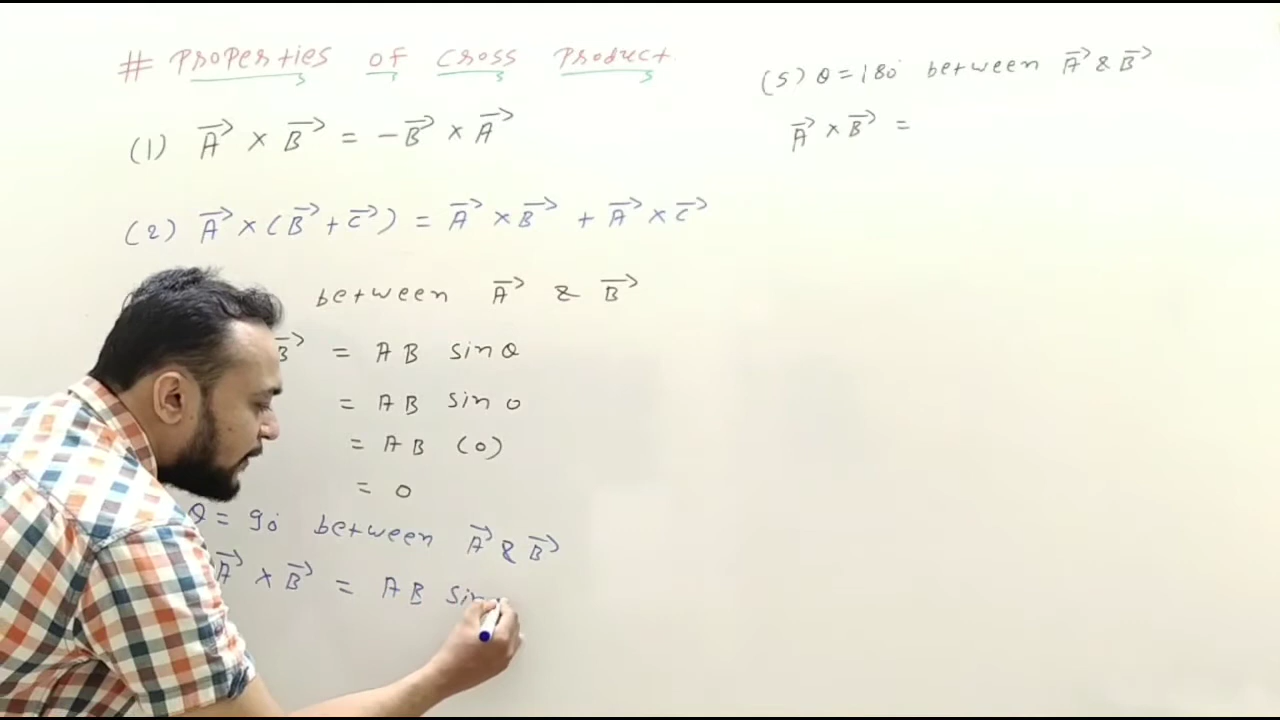 # Properties of Cross Product
(1) A⃗ × B⃗ = −B⃗ × A⃗
(2) A⃗ × (B⃗ + C⃗) = A⃗ × B⃗ + A⃗ × C⃗
between A⃗ & B⃗
B⃗ = AB sinθ
= AB sin 0
= AB (0)
= 0
θ = 90° between A⃗ & B⃗
A⃗ × B⃗ = AB sin
(5) θ = 180° between A⃗ & B⃗
A⃗ × B⃗ =